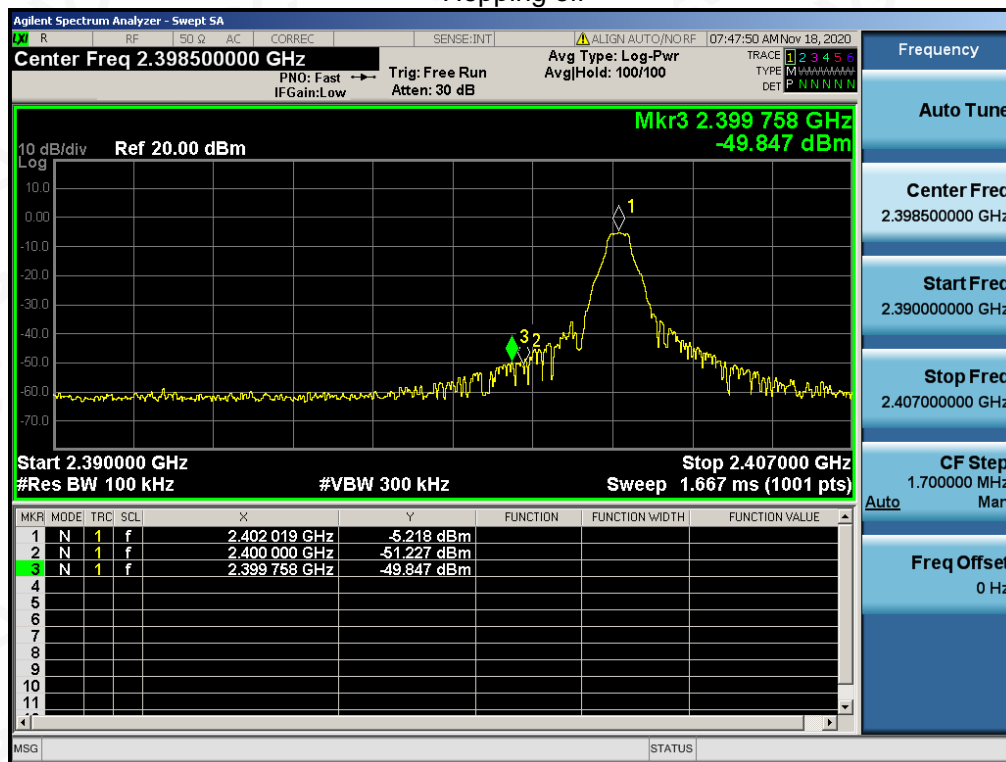 Agilent Spectrum Analyzer - Swept SA
LXI R RF 50 Ω AC CORREC SENSE:INT ALIGN AUTO/NO RF 07:47:50 AM Nov 18, 2020
Center Freq 2.398500000 GHz Avg Type: Log-Pwr TRACE 1 2 3 4 5 6
PNO: Fast Trig: Free Run Avg|Hold: 100/100 TYPE M WWWWW
IFGain:Low Atten: 30 dB DET P N N N N N
Mkr3 2.399 758 GHz
10 dB/div Ref 20.00 dBm -49.847 dBm
Log
10.0
0.00
-10.0
-20.0
-30.0
-40.0
-50.0
-60.0
-70.0
1
3 2
Start 2.390000 GHz Stop 2.407000 GHz
#Res BW 100 kHz #VBW 300 kHz Sweep 1.667 ms (1001 pts)
MKR MODE TRC SCL X Y FUNCTION FUNCTION WIDTH FUNCTION VALUE
1 N 1 f 2.402 019 GHz -5.218 dBm
2 N 1 f 2.400 000 GHz -51.227 dBm
3 N 1 f 2.399 758 GHz -49.847 dBm
4
5
6
7
8
9
10
11
MSG STATUS
Frequency
Auto Tune
Center Freq
2.398500000 GHz
Start Freq
2.390000000 GHz
Stop Freq
2.407000000 GHz
CF Step
1.700000 MHz
Auto Man
Freq Offset
0 Hz